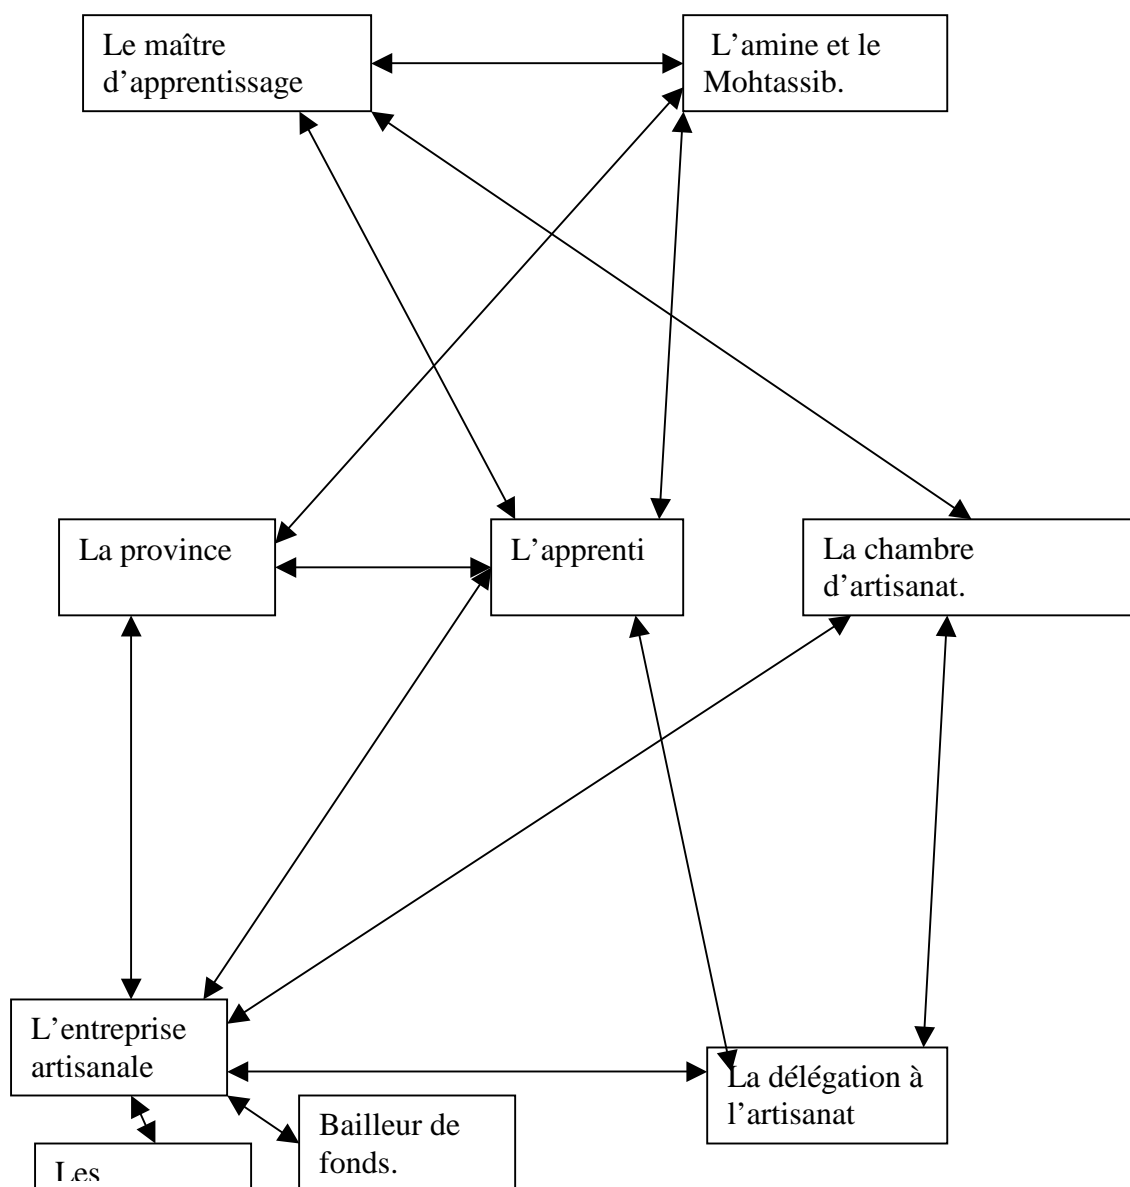 Le maître
d’apprentissage
L’amine et le
Mohtassib.
La province
L’apprenti
La chambre
d’artisanat.
L’entreprise
artisanale
La délégation à
l’artisanat
Bailleur de
fonds.
Les